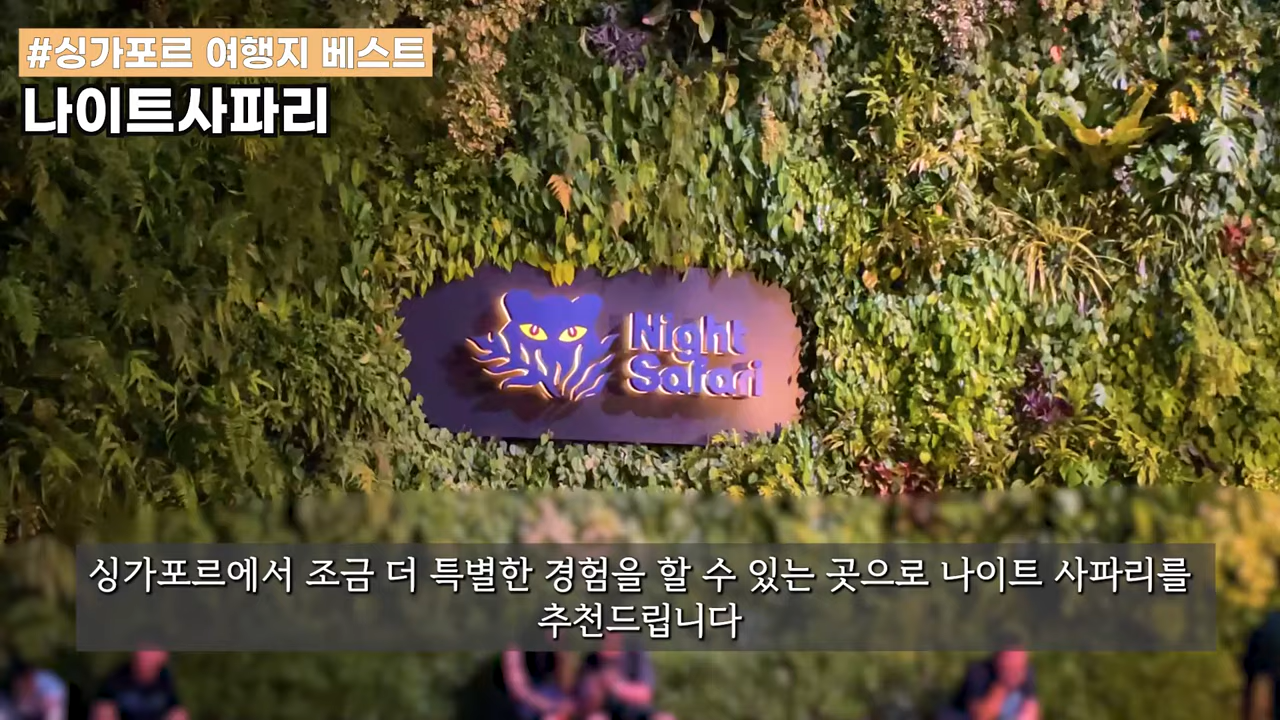 #싱가포르 여행지 베스트
나이트사파리
Night
Safari
싱가포르에서 조금 더 특별한 경험을 할 수 있는 곳으로 나이트 사파리를
추천드립니다